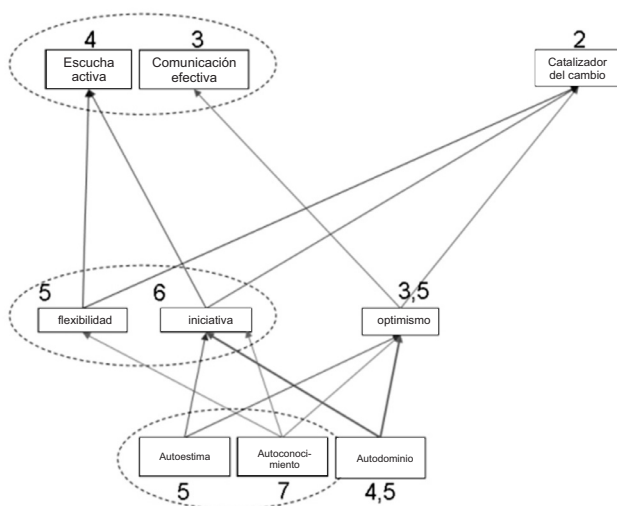 4
3
2
Escucha
activa
Comunicación
efectiva
Catalizador
del cambio
5
6
3,5
flexibilidad
iniciativa
optimismo
Autoestima
Autoconoci-
miento
Autodominio
5
7
4,5